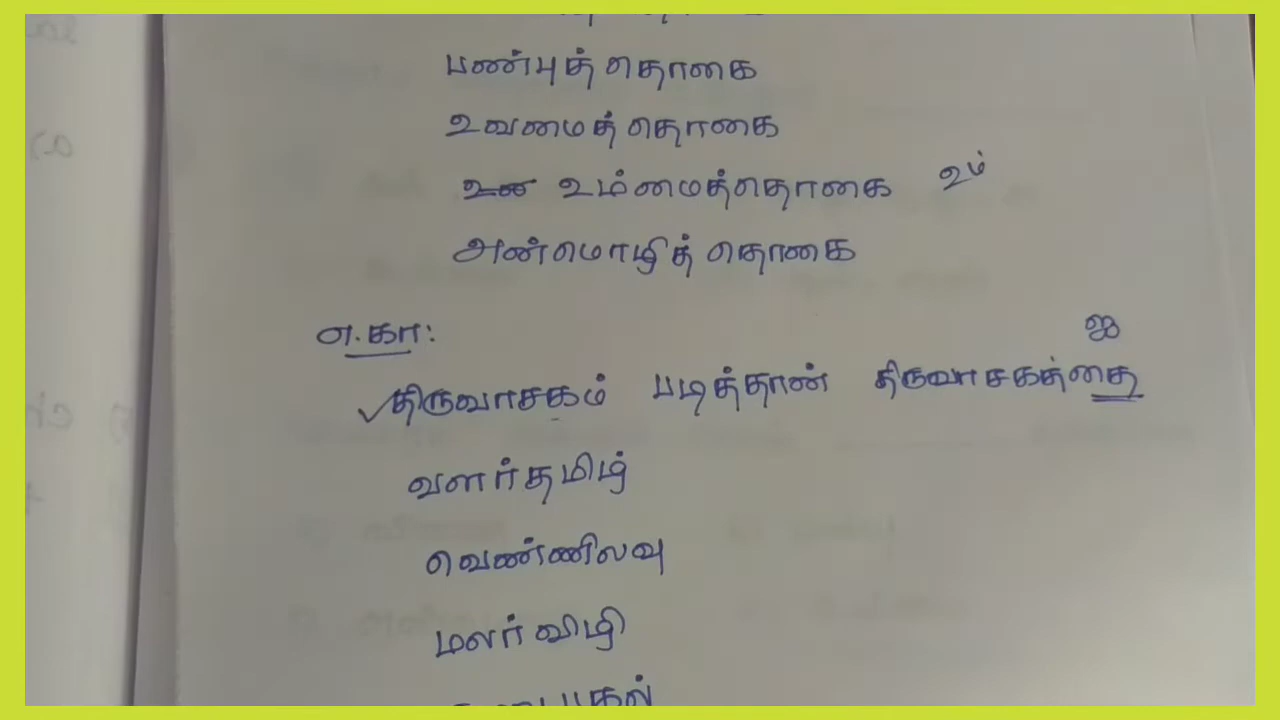 பண்புத் தொகை
உவமைத் தொகை
உம்மைத்தொகை உம்
அன்மொழித் தொகை
எ.கா:
ஐ
திருவாசகம் படித்தான் திருவாசகத்தை
வளர்தமிழ்
வெண்ணிலவு
மலர் விழி